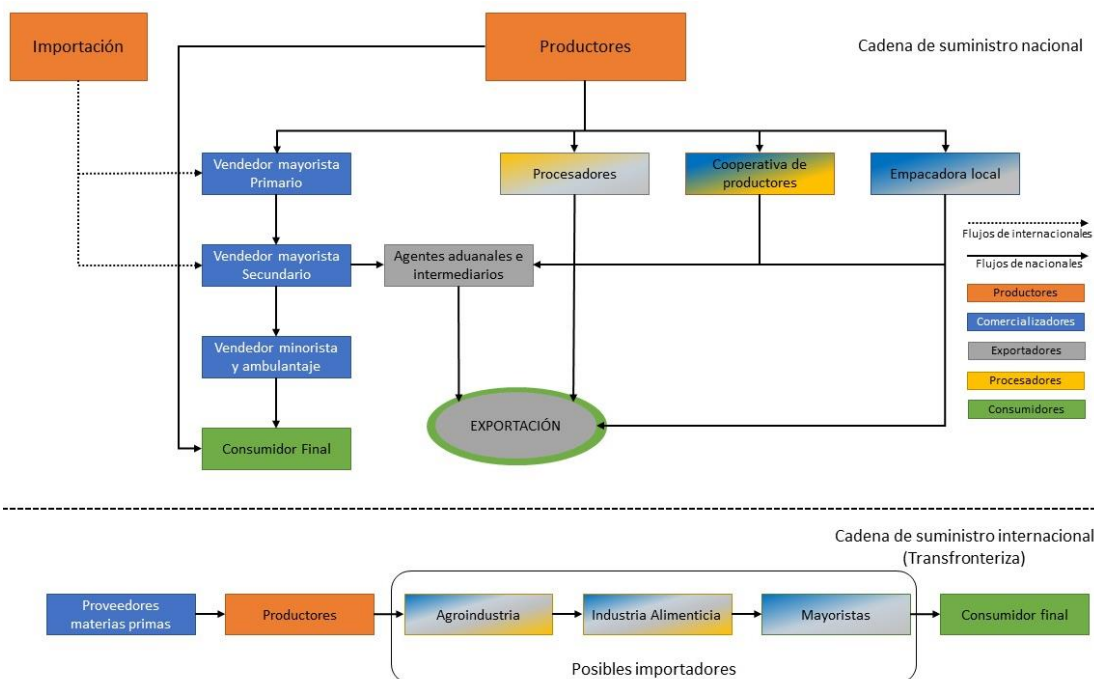 Importación
Productores
Cadena de suministro nacional
Vendedor mayorista
Primario
Procesadores
Cooperativa de
productores
Empacadora local
Vendedor mayorista
Secundario
Agentes aduanales e
intermediarios
Vendedor minorista
y ambulantaje
EXPORTACIÓN
Consumidor Final
Flujos de internacionales
Flujos de nacionales
Productores
Comercializadores
Exportadores
Procesadores
Consumidores
Cadena de suministro internacional
(Transfronteriza)
Proveedores
materias primas
Productores
Agroindustria
Industria Alimenticia
Mayoristas
Consumidor final
Posibles importadores